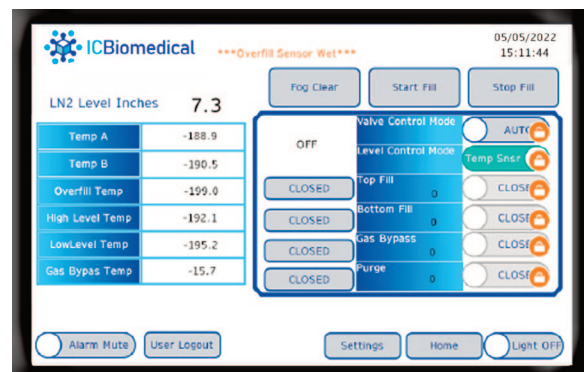 05/05/2022
ICBiomedical ***Overfill Sensor Wet***
15:11:44
Fog Clear Start Fill Stop Fill
LN2 Level Inches 7.3
Valve Control Mode AUTO
Temp A -188.9
OFF
Level Control Mode Temp Snsr
Temp B -190.5
Top Fill
Overfill Temp -199.0 CLOSED 0 CLOSE
Bottom Fill
High Level Temp -192.1 CLOSED 0 CLOSE
Gas Bypass
LowLevel Temp -195.2 CLOSED 0 CLOSE
Purge
Gas Bypas Temp -15.7 CLOSED 0 CLOSE
Alarm Mute User Logout Settings Home Light OFF